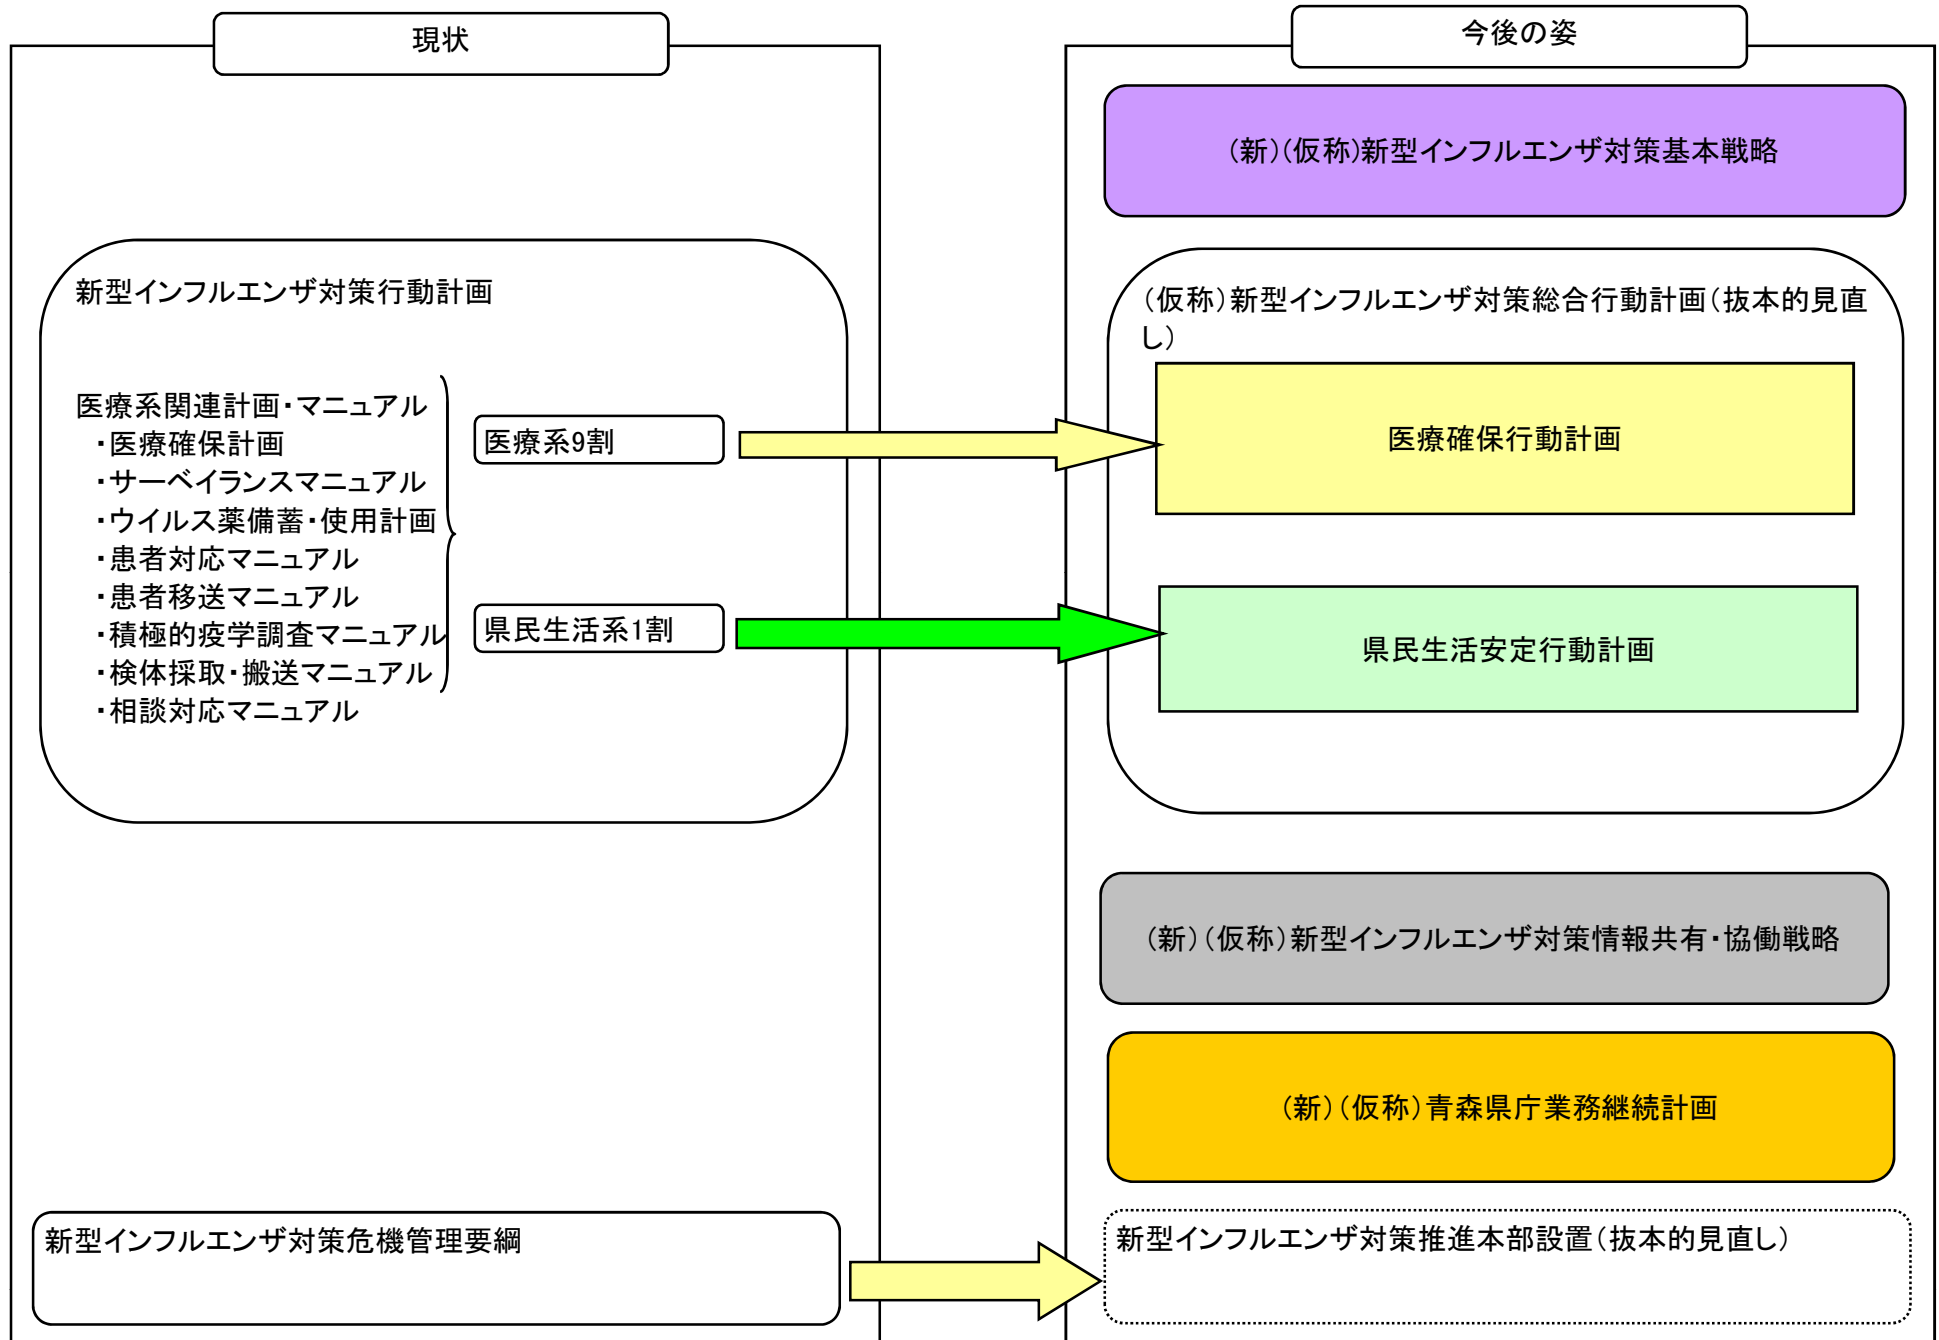 現状
新型インフルエンザ対策行動計画
医療系関連計画・マニュアル
・医療確保計画
・サーベイランスマニュアル
・ウイルス薬備蓄・使用計画
・患者対応マニュアル
・患者移送マニュアル
・積極的疫学調査マニュアル
・検体採取・搬送マニュアル
・相談対応マニュアル
医療系9割
県民生活系1割
新型インフルエンザ対策危機管理要綱
今後の姿
(新)(仮称)新型インフルエンザ対策基本戦略
(仮称)新型インフルエンザ対策総合行動計画(抜本的見直
し)
医療確保行動計画
県民生活安定行動計画
(新)(仮称)新型インフルエンザ対策情報共有・協働戦略
(新)(仮称)青森県庁業務継続計画
新型インフルエンザ対策推進本部設置(抜本的見直し)